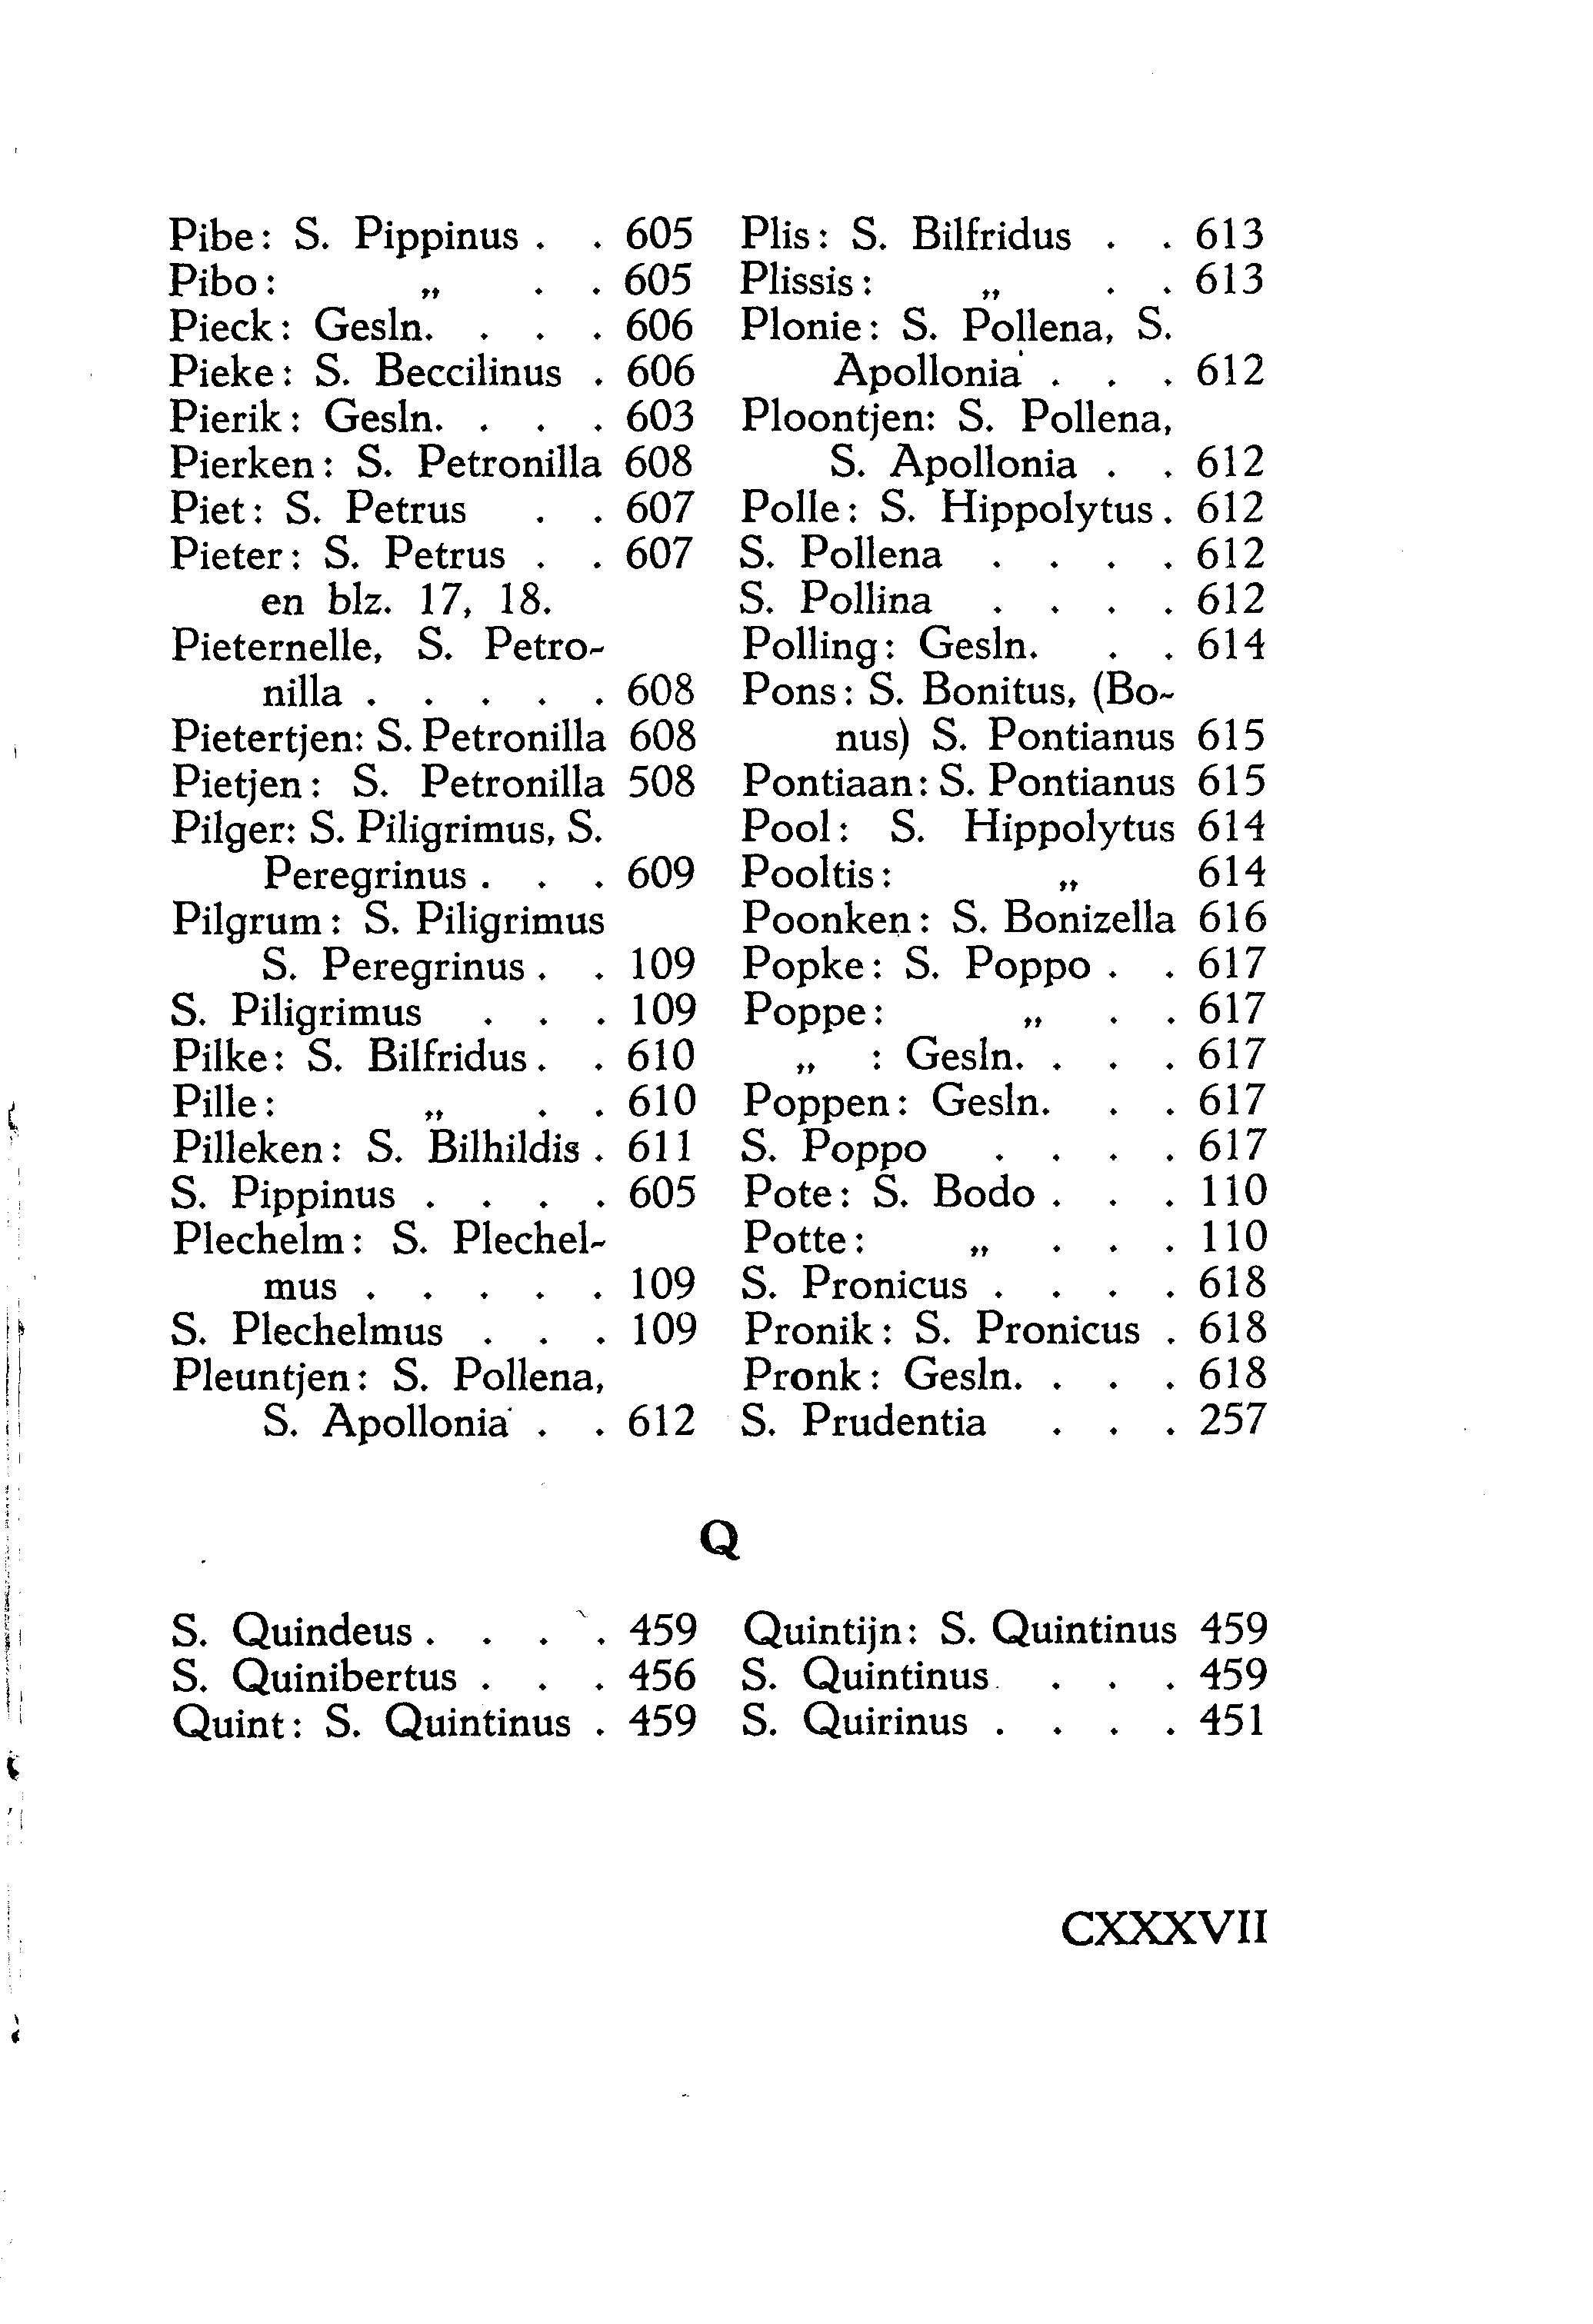 Pibe: S. Pippinus . . 605
Pibo: „ . . 605
Pieck: Gesln. . . . 606
Pieke: S. Beccilinus . 606
Pierik: Gesln. . . . 603
Pierken: S. Petronilla 608
Piet: S. Petrus . . 607
Pieter: S. Petrus . . 607
en blz. 17, 18.
Pieternelle, S. Petro-
nilla . . . . . 608
Pietertjen: S. Petronilla 608
Pietjen: S. Petronilla 508
Pilger: S. Piligrimus, S.
Peregrinus . . . 609
Pilgrum: S. Piligrimus
S. Peregrinus . . 109
S. Piligrimus . . . 109
Pilke: S. Bilfridus . . 610
Pille: „ . . 610
Pilleken: S. Bilhildis . 611
S. Pippinus . . . . 605
Plechelm: S. Plechel-
mus . . . . . 109
S. Plechelmus . . . 109
Pleuntjen: S. Pollena,
S. Apollonia . . 612
Plis: S. Bilfridus . . 613
Plissis: „ . . 613
Plonie: S. Pollena, S.
Apollonia . . . 612
Ploontjen: S. Pollena,
S. Apollonia . . 612
Polle: S. Hippolytus . 612
S. Pollena . . . . 612
S. Pollina . . . . 612
Polling: Gesln. . . 614
Pons: S. Bonitus, (Bo-
nus) S. Pontianus 615
Pontiaan: S. Pontianus 615
Pool: S. Hippolytus 614
Pooltis: „ 614
Poonken: S. Bonizella 616
Popke: S. Poppo . . 617
Poppe: „ . . 617
„ : Gesln. . . . 617
Poppen: Gesln. . . 617
S. Poppo . . . . 617
Pote: S. Bodo . . . 110
Potte: „ . . . 110
S. Pronicus . . . . 618
Pronik: S. Pronicus . 618
Pronk: Gesln. . . . 618
S. Prudentia . . . 257
Q
S. Quindeus . . . . 459
S. Quinibertus . . . 456
Quint: S. Quintinus . 459
Quintijn: S. Quintinus 459
S. Quintinus . . . 459
S. Quirinus . . . . 451
CXXXVII